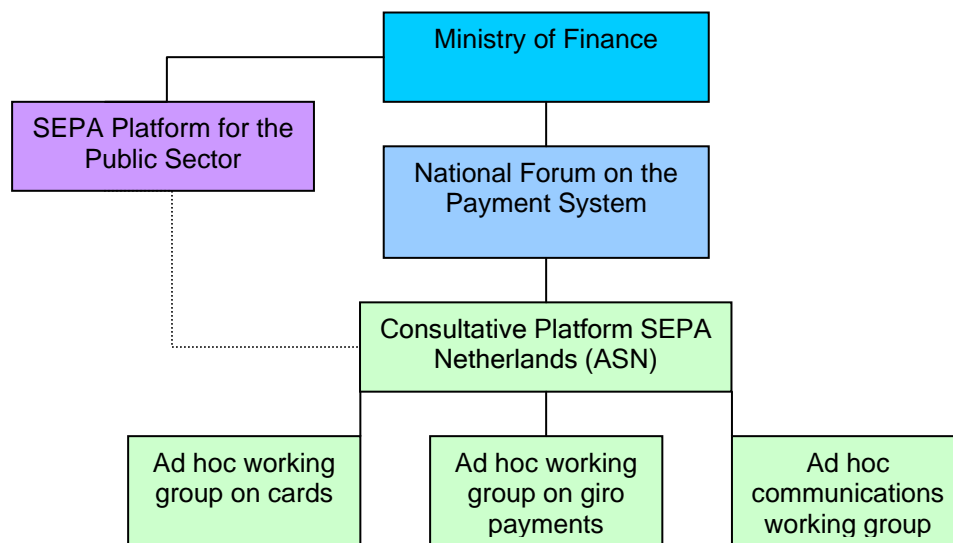 Ministry of Finance
SEPA Platform for the
Public Sector
National Forum on the
Payment System
Consultative Platform SEPA
Netherlands (ASN)
Ad hoc working
group on cards
Ad hoc working
group on giro
payments
Ad hoc
communications
working group